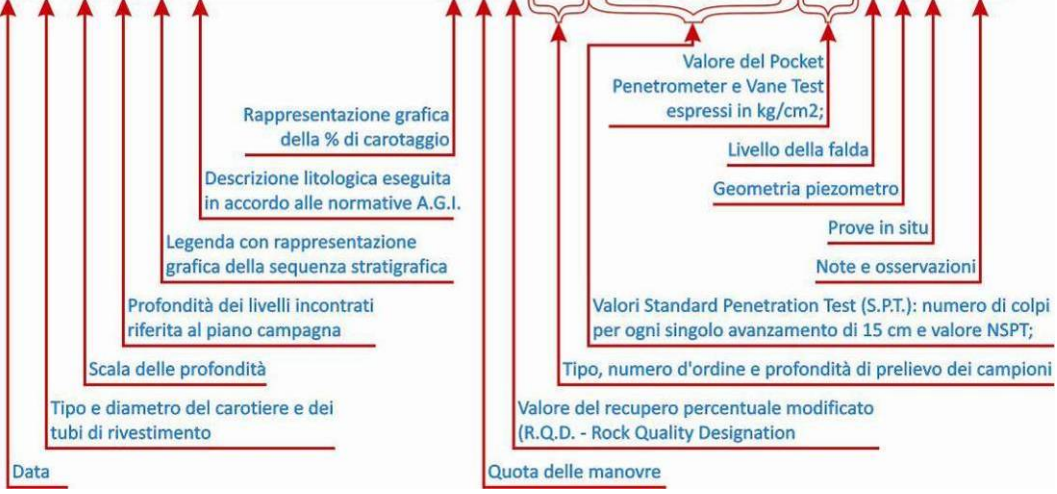 Rappresentazione grafica
della % di carotaggio
Descrizione litologica eseguita
in accordo alle normative A.G.I.
Legenda con rappresentazione
grafica della sequenza stratigrafica
Profondità dei livelli incontrati
riferita al piano campagna
Scala delle profondità
Tipo e diametro del carotiere e dei
tubi di rivestimento
Data
Valore del Pocket
Penetrometer e Vane Test
espressi in kg/cm2;
Livello della falda
Geometria piezometro
Prove in situ
Note e osservazioni
Valori Standard Penetration Test (S.P.T.): numero di colpi
per ogni singolo avanzamento di 15 cm e valore NSPT;
Tipo, numero d'ordine e profondità di prelievo dei campioni
Valore del recupero percentuale modificato
(R.Q.D. - Rock Quality Designation
Quota delle manovre